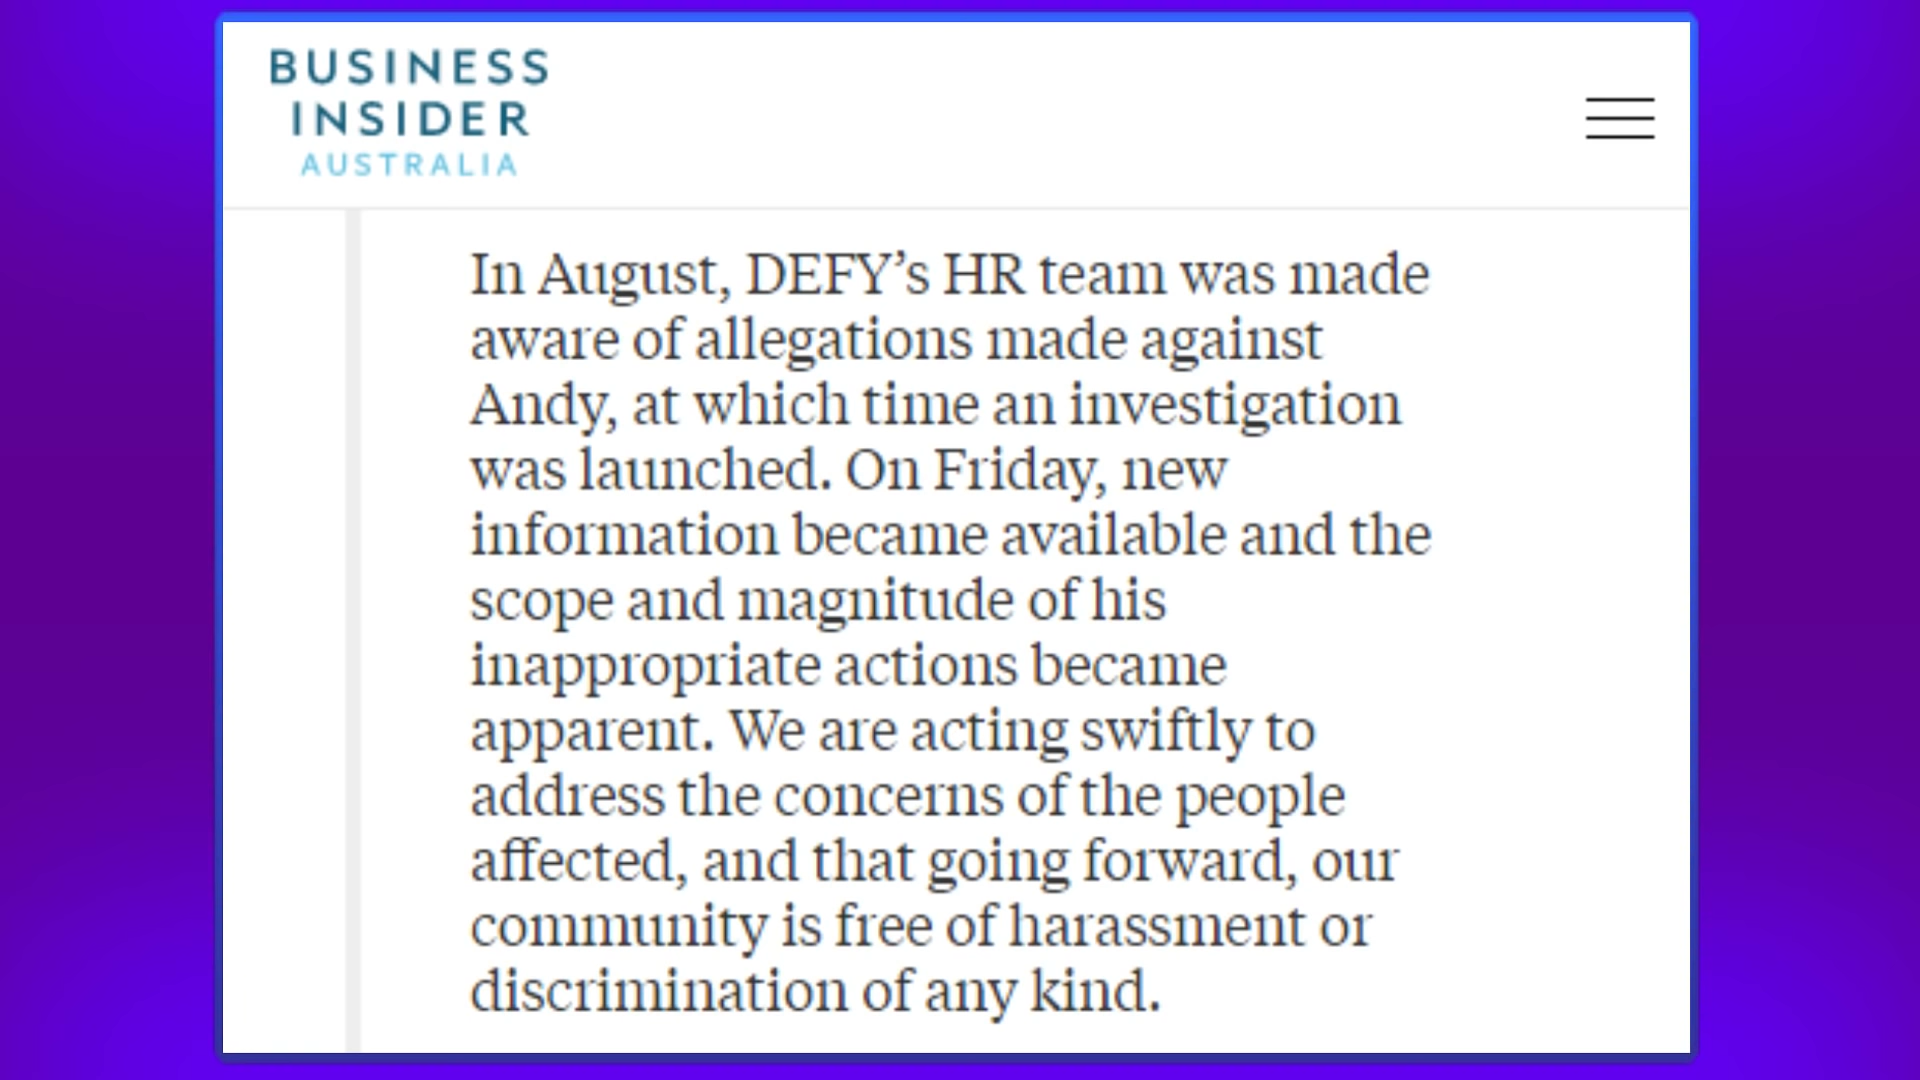 BUSINESS
INSIDER
AUSTRALIA
In August, DEFY’s HR team was made
aware of allegations made against
Andy, at which time an investigation
was launched. On Friday, new
information became available and the
scope and magnitude of his
inappropriate actions became
apparent. We are acting swiftly to
address the concerns of the people
affected, and that going forward, our
community is free of harassment or
discrimination of any kind.